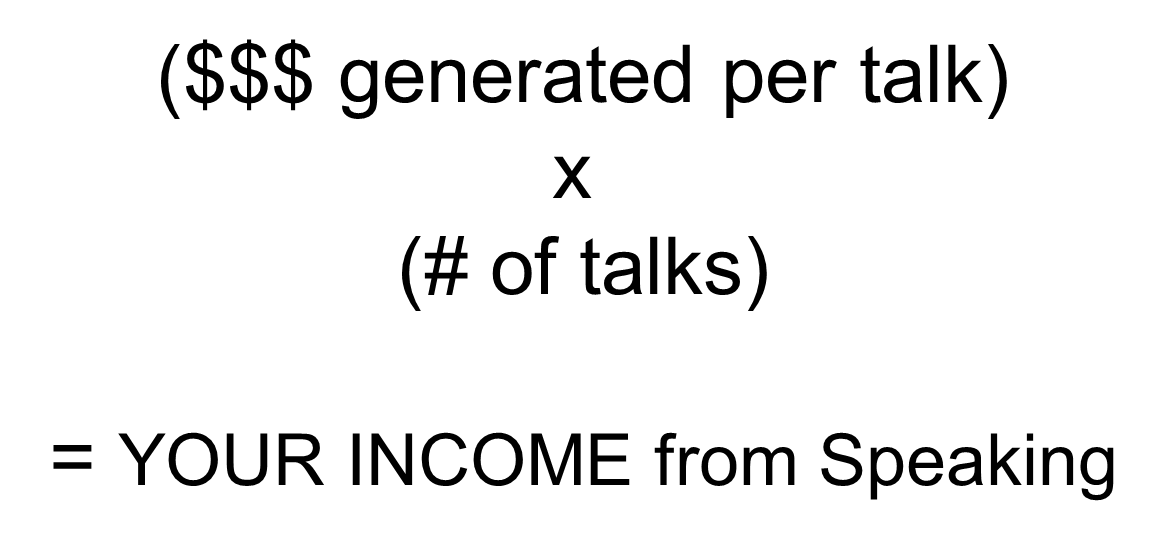 ($$$ generated per talk)
x
(# of talks)
= YOUR INCOME from Speaking